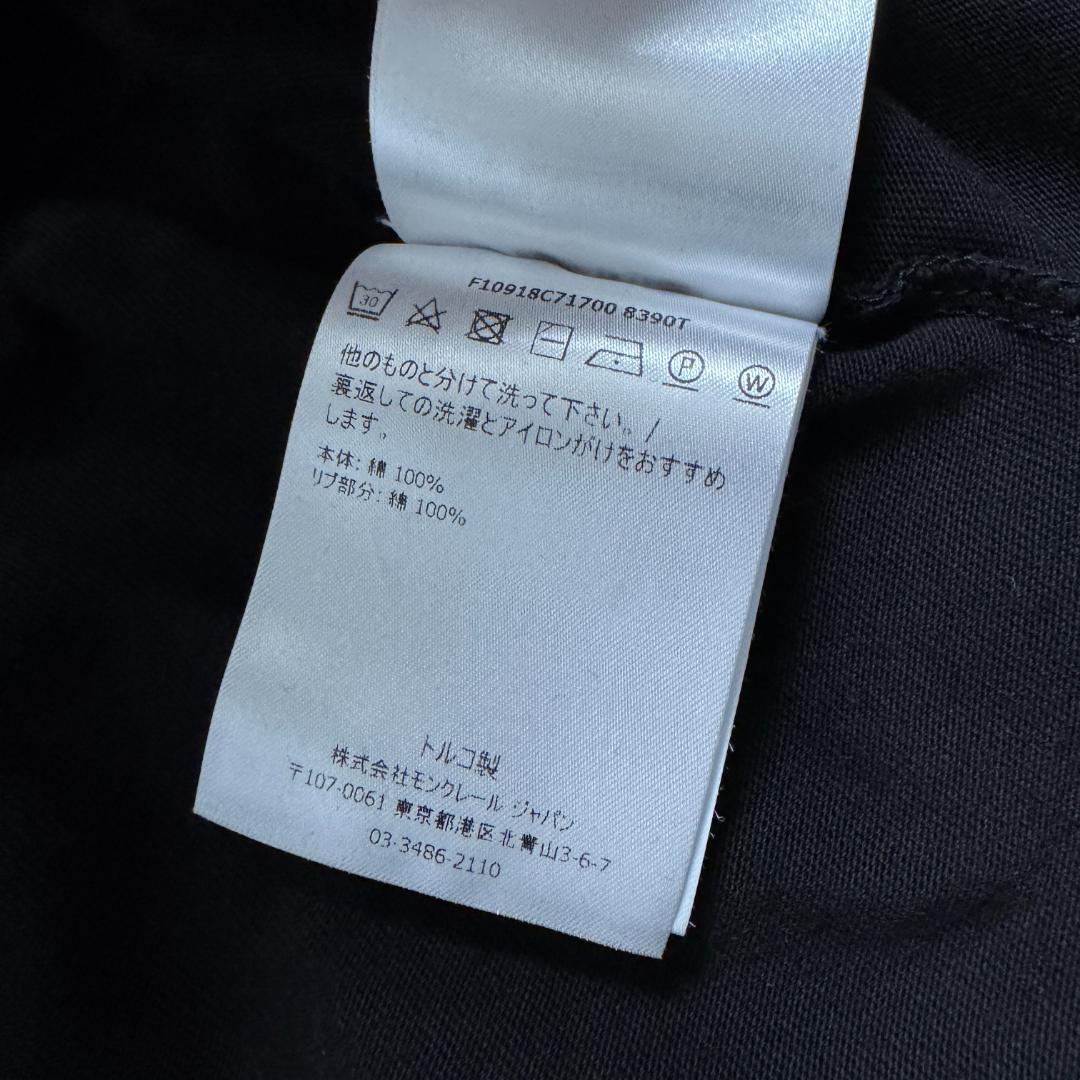 F10918C71700 8390T
30
P
W
他のものと分けて洗って下さい。/
裏返しての洗濯とアイロンがけをおすすめ
します。
本体: 綿 100%
リブ部分: 綿 100%
トルコ製
株式会社モンクレール ジャパン
〒107-0061 東京都港区北青山3-6-7
03-3486-2110